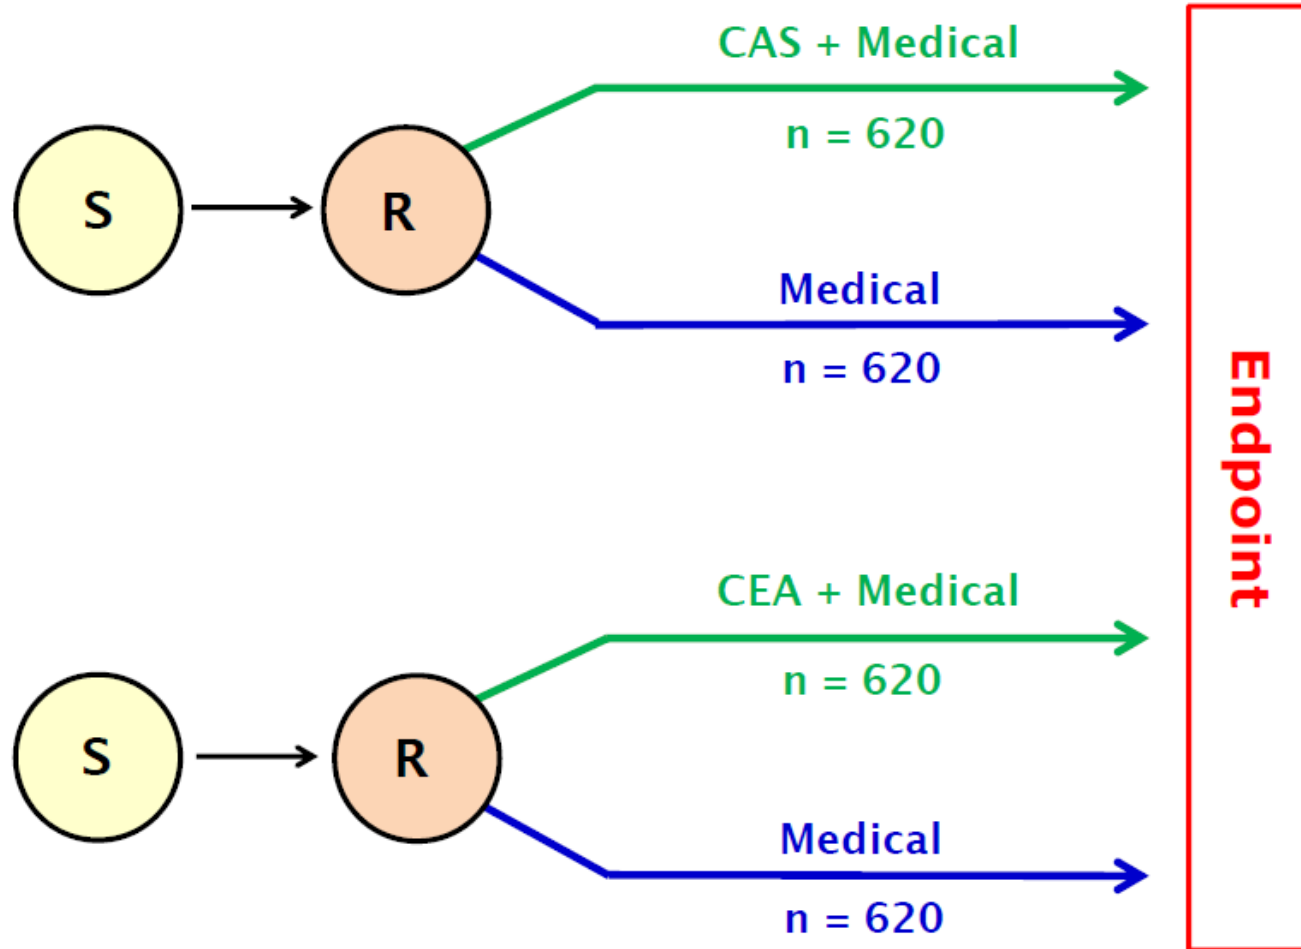 CAS + Medical
n = 620
S
R
Medical
n = 620
Endpoint
CEA + Medical
n = 620
S
R
Medical
n = 620